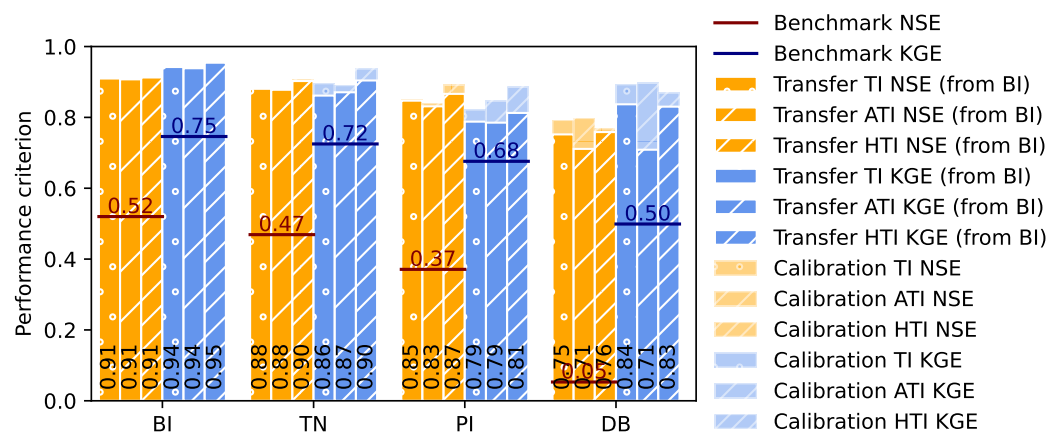 Benchmark NSE
Benchmark KGE
Transfer TI NSE (from BI)
Transfer ATI NSE (from BI)
Transfer HTI NSE (from BI)
Transfer TI KGE (from BI)
Transfer ATI KGE (from BI)
Transfer HTI KGE (from BI)
Calibration TI NSE
Calibration ATI NSE
Calibration HTI NSE
Calibration TI KGE
Calibration ATI KGE
Calibration HTI KGE
Performance criterion
1.0
0.8
0.6
0.4
0.2
0.0
0.52
0.75
0.47
0.72
0.37
0.68
0.05
0.50
0.91
0.91
0.91
0.94
0.94
0.95
0.88
0.88
0.90
0.86
0.87
0.90
0.85
0.83
0.87
0.79
0.79
0.81
0.75
0.71
0.76
0.84
0.71
0.83
BI
TN
PI
DB